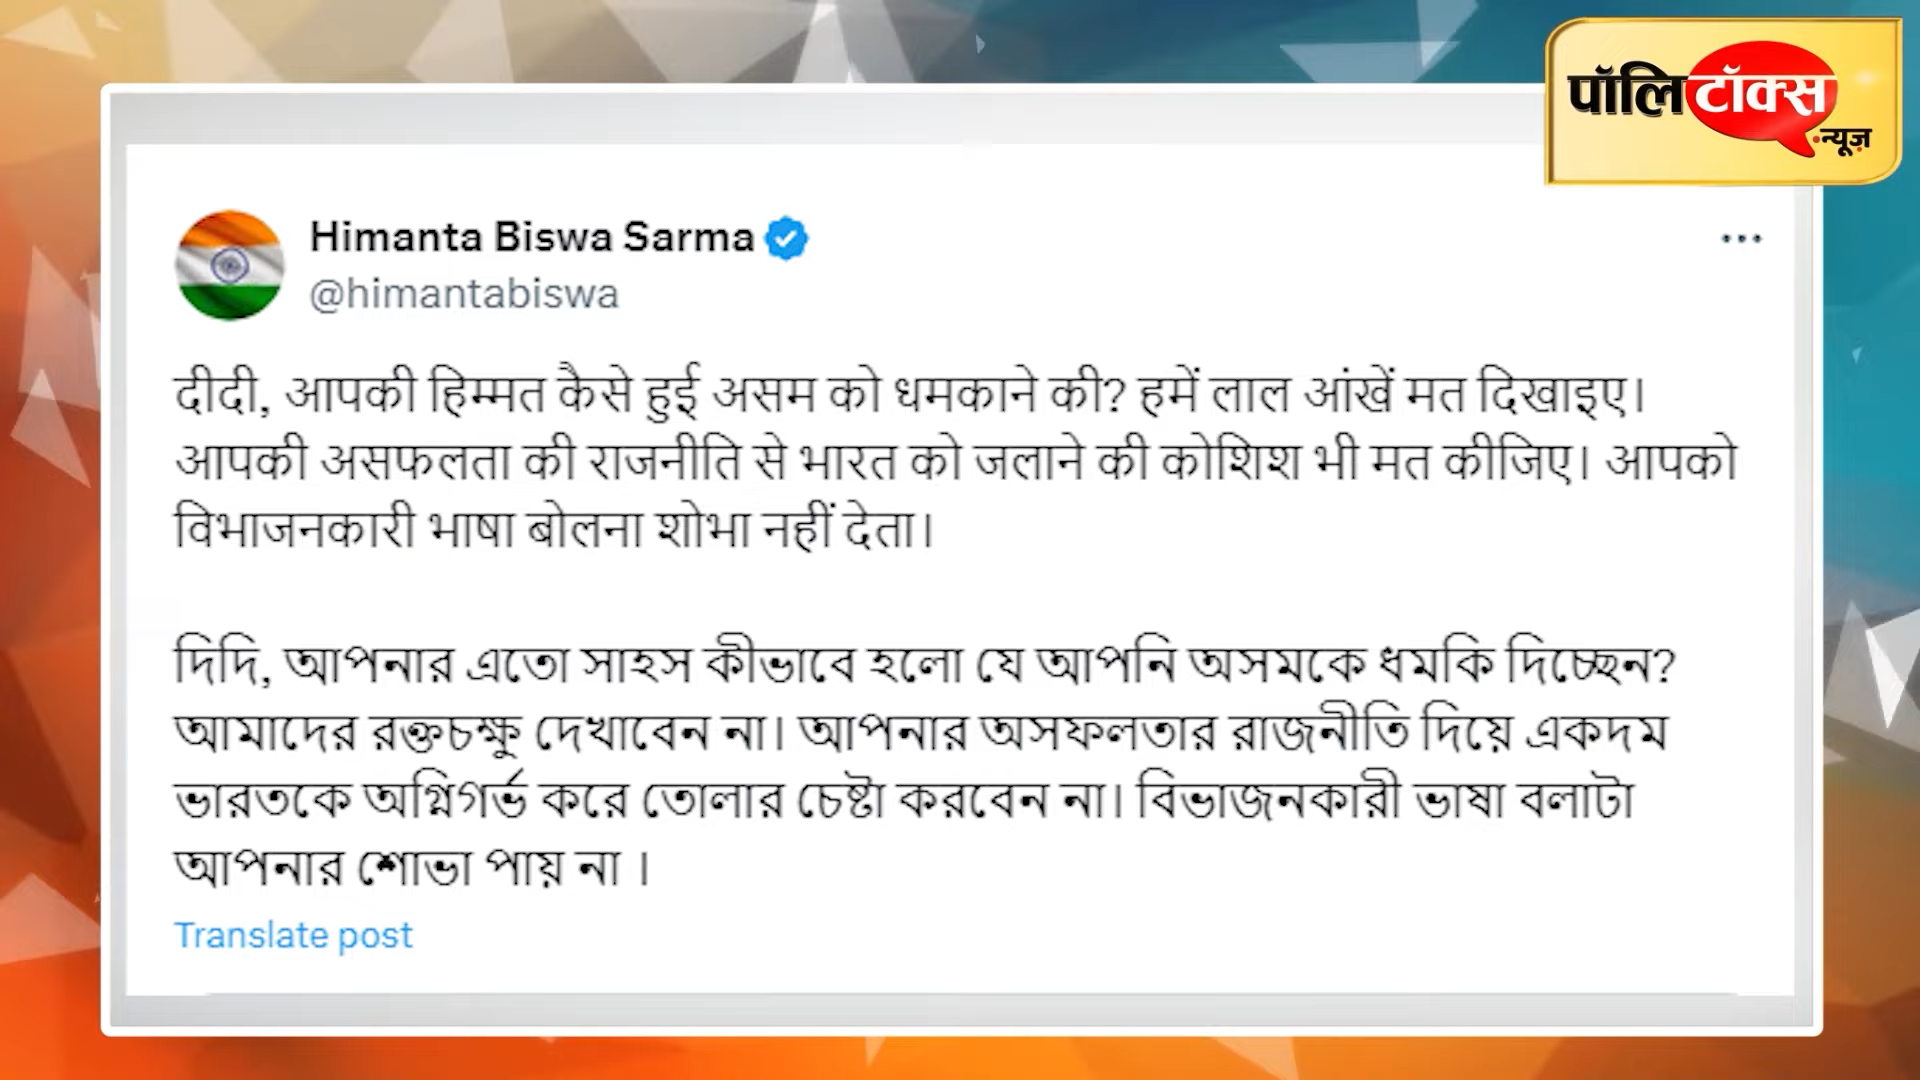 पॉलिटॉक्स
न्यूज़
Himanta Biswa Sarma
@himantabiswa
दीदी, आपकी हिम्मत कैसे हुई असम को धमकाने की? हमें लाल आंखें मत दिखाइए।
आपकी असफलता की राजनीति से भारत को जलाने की कोशिश भी मत कीजिए। आपको
विभाजनकारी भाषा बोलना शोभा नहीं देता।
দিদি, আপনার এতো সাহস কীভাবে হলো যে আপনি অসমকে ধমকি দিচ্ছেন?
আমাদের রক্তচক্ষু দেখাবেন না। আপনার অসফলতার রাজনীতি দিয়ে একদম
ভারতকে অগ্নিগর্ভ করে তোলার চেষ্টা করবেন না। বিভাজনকারী ভাষা বলাটা
আপনার শোভা পায় না ।
Translate post